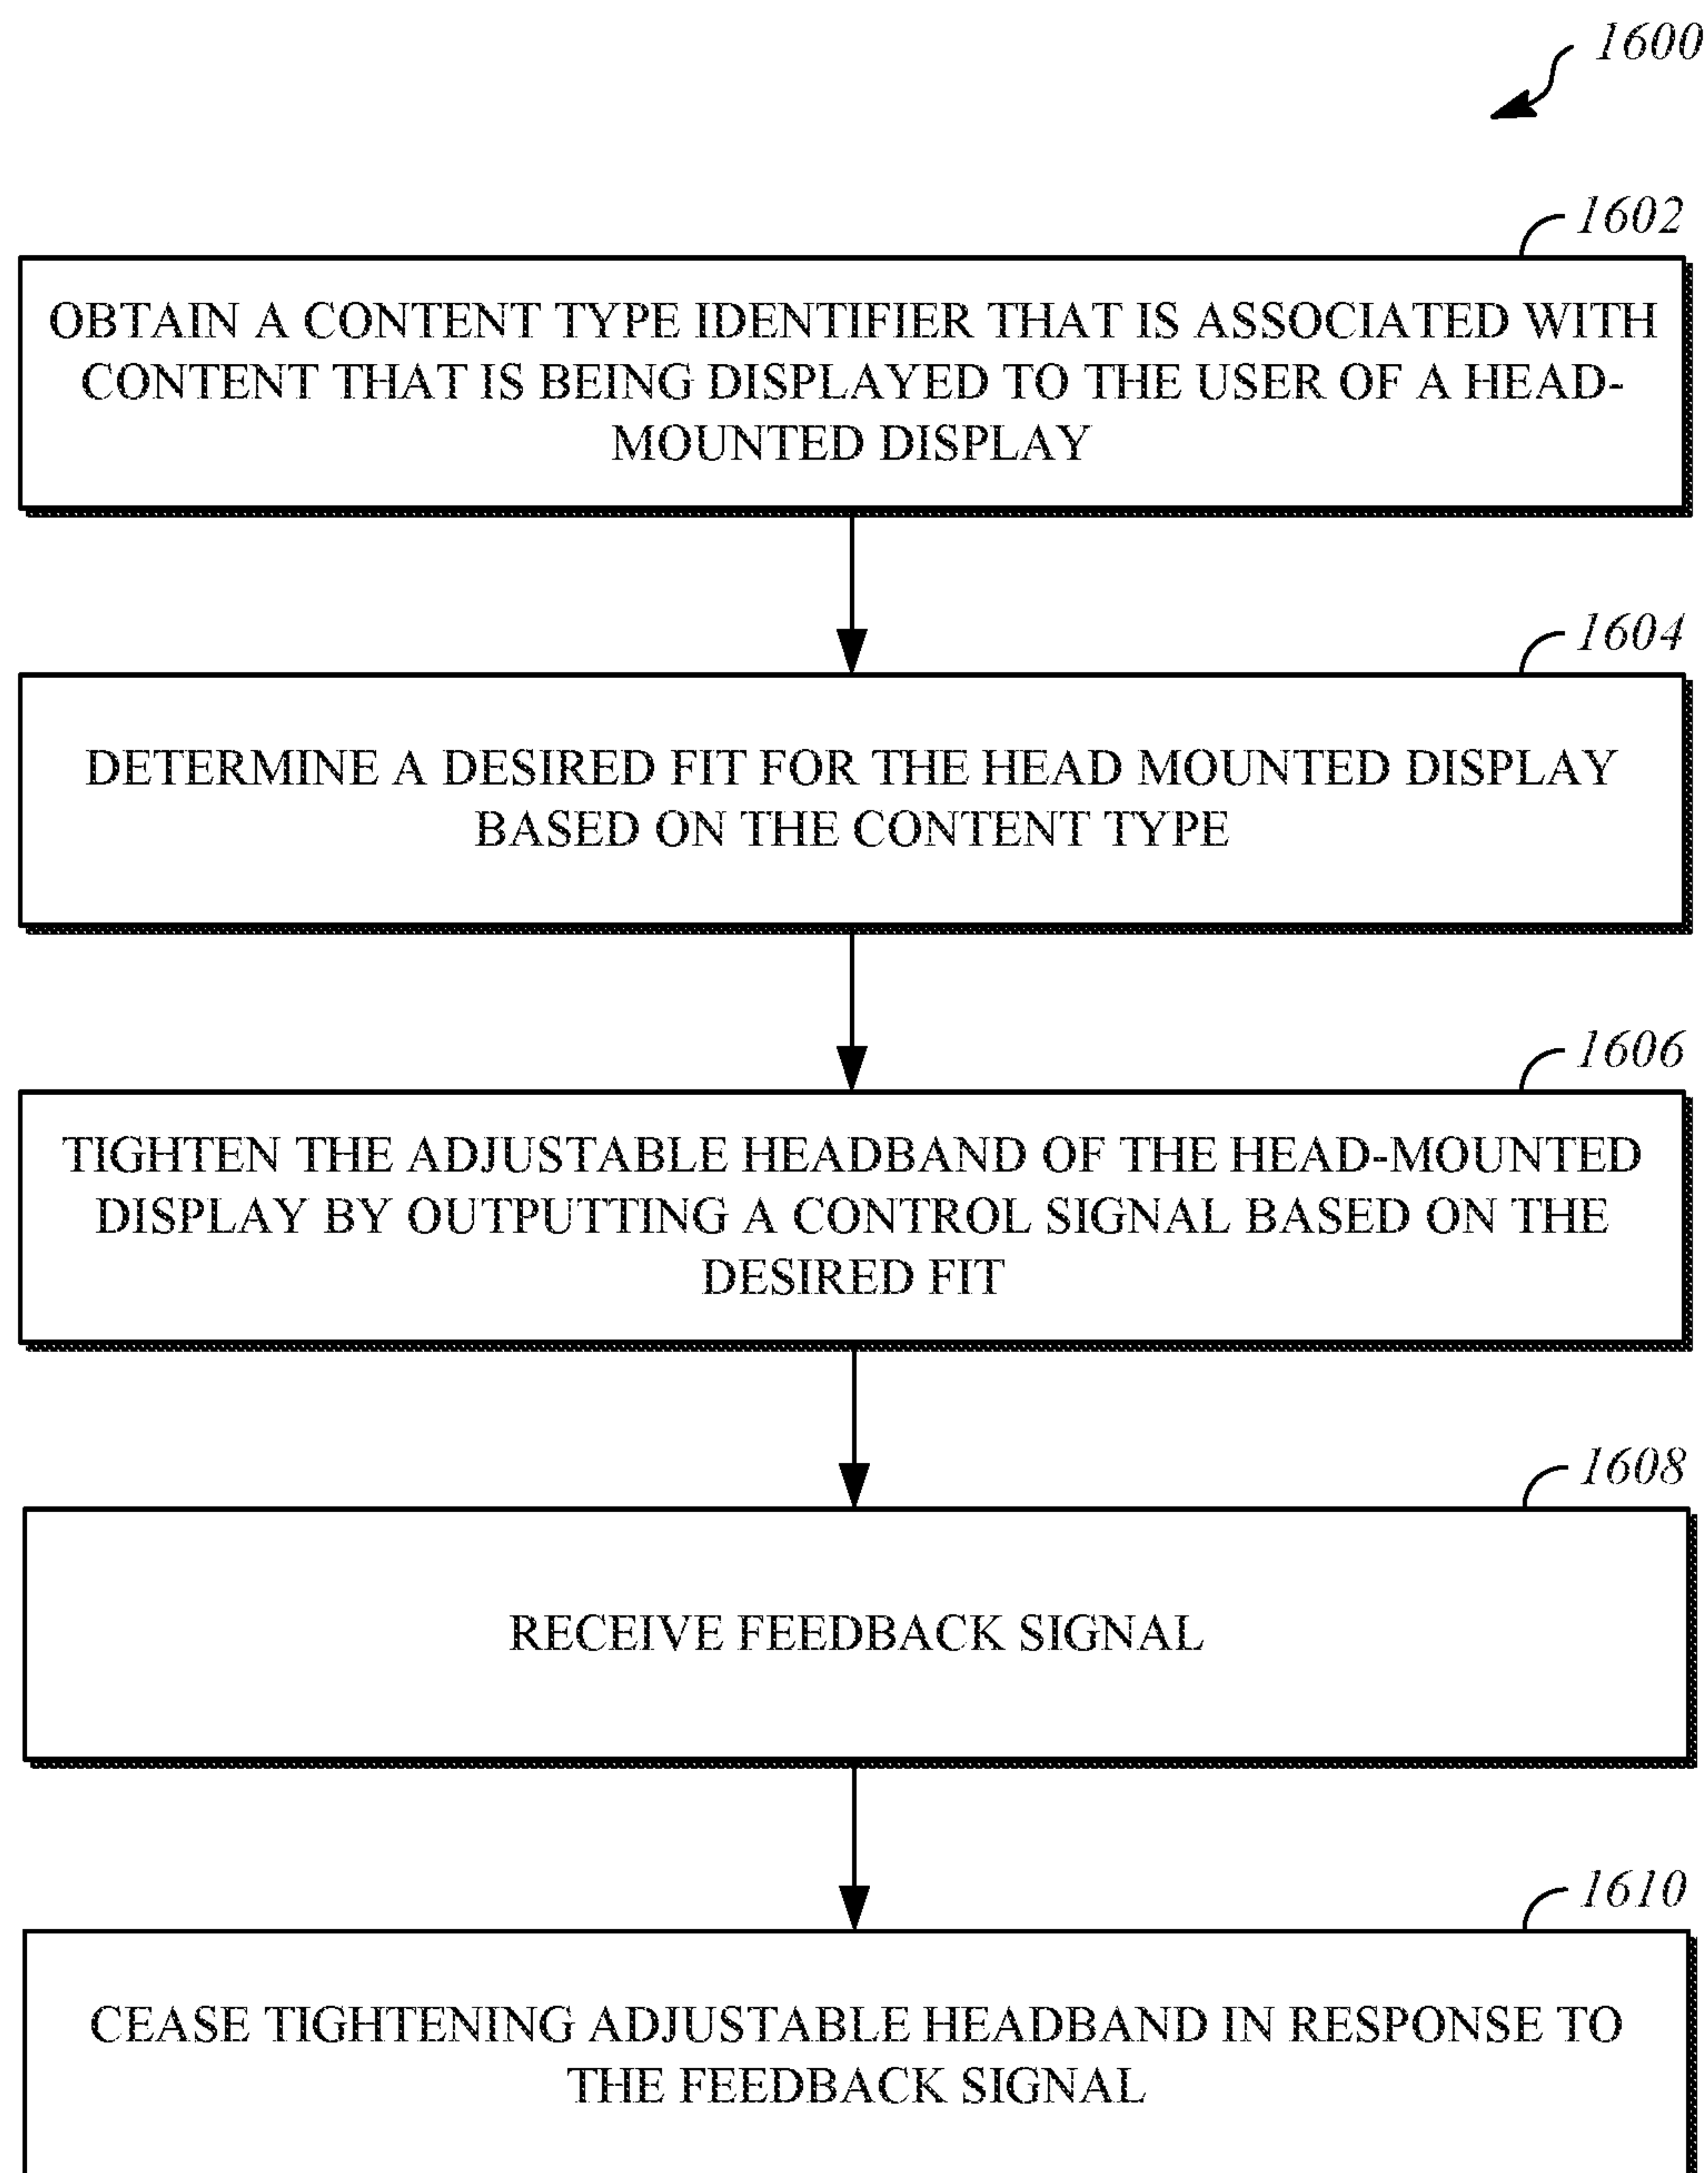 1600
1602
OBTAIN A CONTENT TYPE IDENTIFIER THAT IS ASSOCIATED WITH
CONTENT THAT IS BEING DISPLAYED TO THE USER OF A HEAD-
MOUNTED DISPLAY
1604
DETERMINE A DESIRED FIT FOR THE HEAD MOUNTED DISPLAY
BASED ON THE CONTENT TYPE
1606
TIGHTEN THE ADJUSTABLE HEADBAND OF THE HEAD-MOUNTED
DISPLAY BY OUTPUTTING A CONTROL SIGNAL BASED ON THE
DESIRED FIT
1608
RECEIVE FEEDBACK SIGNAL
1610
CEASE TIGHTENING ADJUSTABLE HEADBAND IN RESPONSE TO
THE FEEDBACK SIGNAL